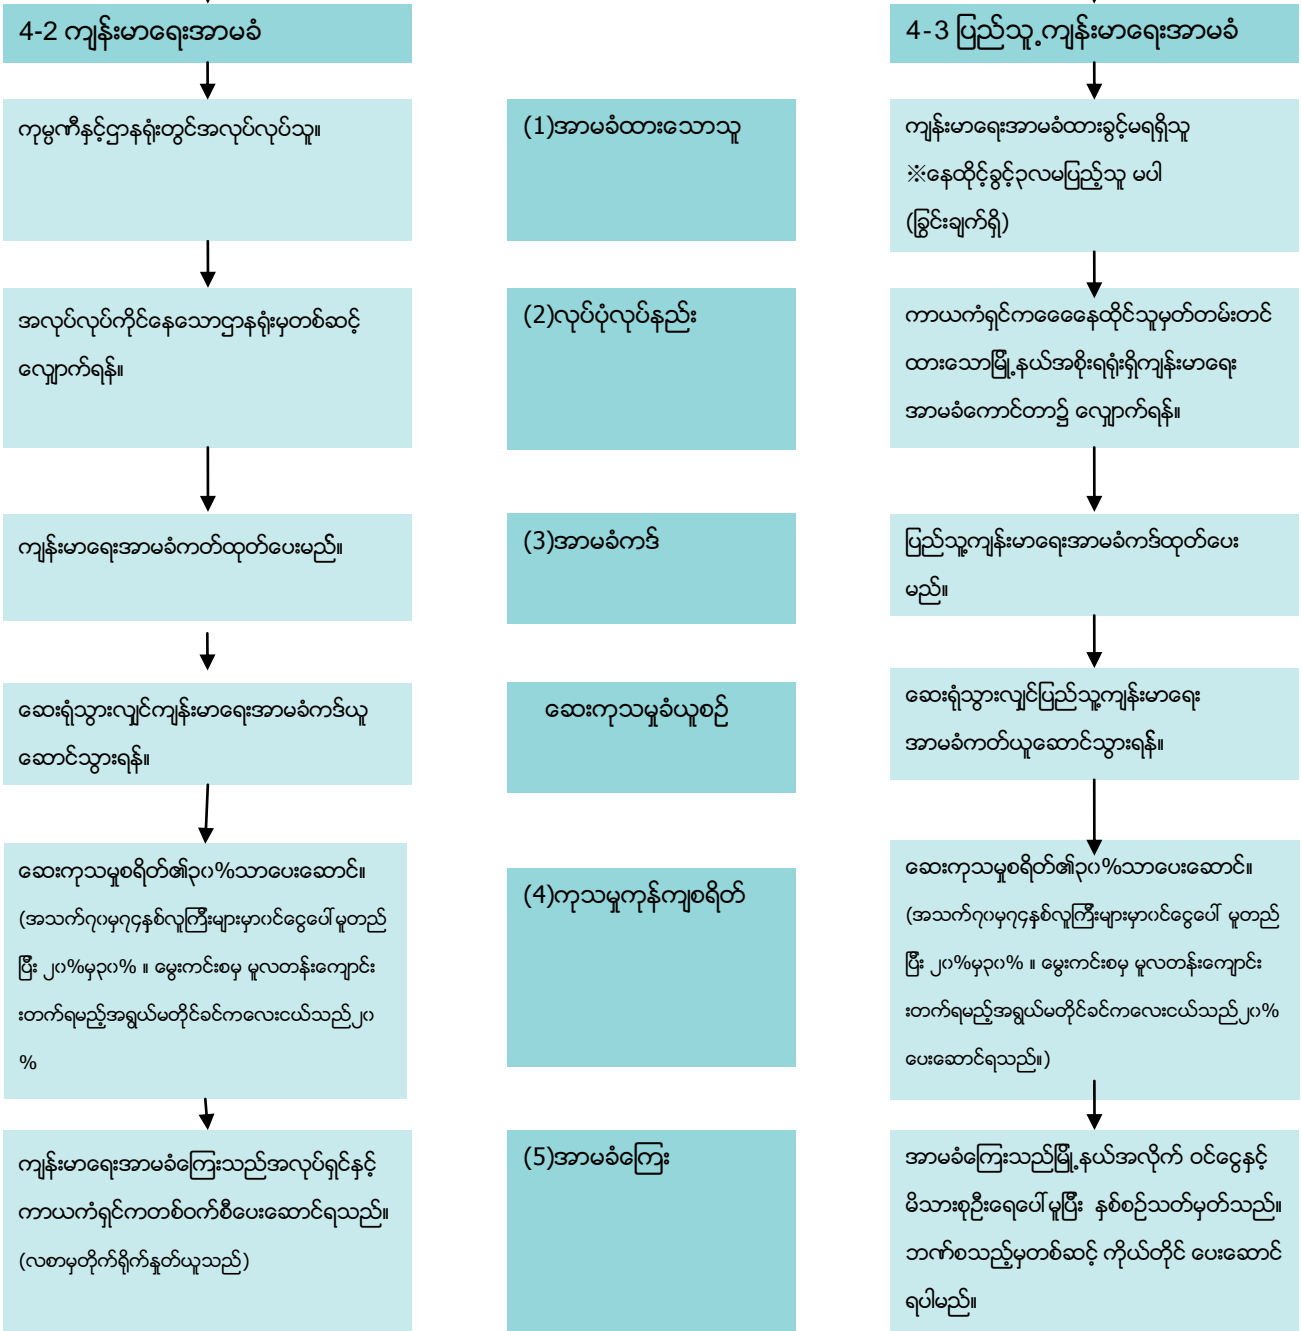 4-2 ကျန်းမာရေးအာမခံ
ကုမ္ပဏီနှင့်ဌာနရုံးတွင်အလုပ်လုပ်သူ။
အလုပ်လုပ်ကိုင်နေသောဌာနရုံးမှတစ်ဆင့်
လျှောက်ရန်။
ကျန်းမာရေးအာမခံကတ်ထုတ်ပေးမည်။
ဆေးရုံသွားလျှင်ကျန်းမာရေးအာမခံကဒ်ယူ
ဆောင်သွားရန်။
ဆေးကုသမှုစရိတ်၏၃၀%သာပေးဆောင်။
(အသက်၇၀မှ၇၄နှစ်လူကြီးများမှာ၀င်ငွေပေါ်မူတည်
ပြီး ၂၀%မှ၃၀% ။ မွေးကင်းစမှ မူလတန်းကျောင်း
းတက်ရမည့်အရွယ်မတိုင်ခင်ကလေးငယ်သည်၂၀
%
ကျန်းမာရေးအာမခံကြေးသည်အလုပ်ရှင်နှင့်
ကာယကံရှင်ကတစ်ဝက်စီပေးဆောင်ရသည်။
(လစာမှတိုက်ရိုက်နှုတ်ယူသည်)
(1)အာမခံထားသောသူ
(2)လုပ်ပုံလုပ်နည်း
(3)အာမခံကဒ်
ဆေးကုသမှုခံယူစဉ်
(4)ကုသမှုကုန်ကျစရိတ်
(5)အာမခံကြေး
4-3 ပြည်သူ့ကျန်းမာရေးအာမခံ
ကျန်းမာရေးအာမခံထားခွင့်မရရှိသူ
※နေထိုင့်ခွင့်၃လမပြည့်သူ မပါ
(ခြွင်းချက်ရှိ)
ကာယကံရှင်ကဓေဓေနေထိုင်သူမှတ်တမ်းတင်
ထားသောမြို့နယ်အစိုးရရုံးရှိကျန်းမာရေး
အာမခံကောင်တာ၌ လျှောက်ရန်။
ပြည်သူ့ကျန်းမာရေးအာမခံကဒ်ထုတ်ပေး
မည်။
ဆေးရုံသွားလျှင်ပြည်သူ့ကျန်းမာရေး
အာမခံကတ်ယူဆောင်သွားရန်။
ဆေးကုသမှုစရိတ်၏၃၀%သာပေးဆောင်။
(အသက်၇၀မှ၇၄နှစ်လူကြီးများမှာ၀င်ငွေပေါ် မူတည်
ပြီး ၂၀%မှ၃၀% ။ မွေးကင်းစမှ မူလတန်းကျောင်း
းတက်ရမည့်အရွယ်မတိုင်ခင်ကလေးငယ်သည်၂၀%
ပေးဆောင်ရသည်။)
အာမခံကြေးသည်မြို့နယ်အလိုက် ဝင်ငွေနှင့်
မိသားစုဦးရေပေါ်မူပြီး နှစ်စဉ်သတ်မှတ်သည်။
ဘဏ်စသည့်မှတစ်ဆင့် ကိုယ်တိုင် ပေးဆောင်
ရပါမည်။